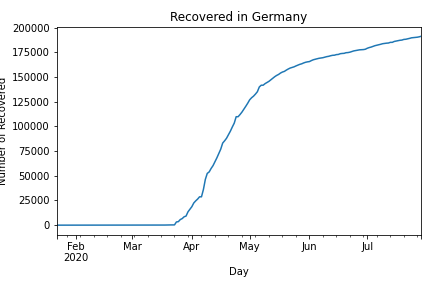 Recovered in Germany
200000
175000
150000
125000
100000
75000
50000
25000
0
Number of Recovered
Feb Mar Apr May Jun Jul
2020
Day